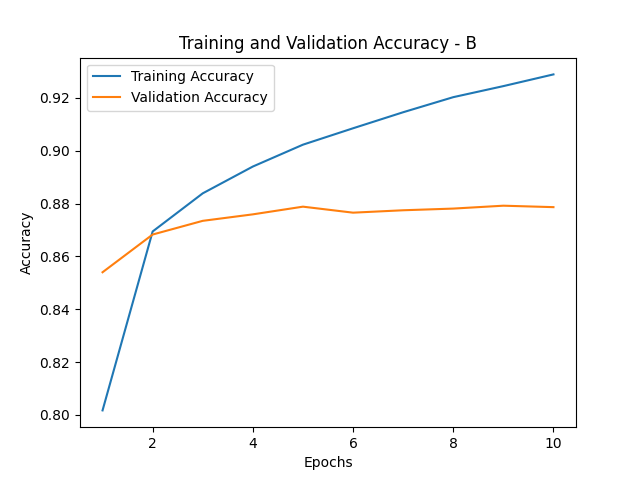 Training and Validation Accuracy - B
Training Accuracy
Validation Accuracy
Accuracy
0.92
0.90
0.88
0.86
0.84
0.82
0.80
2
4
6
8
10
Epochs